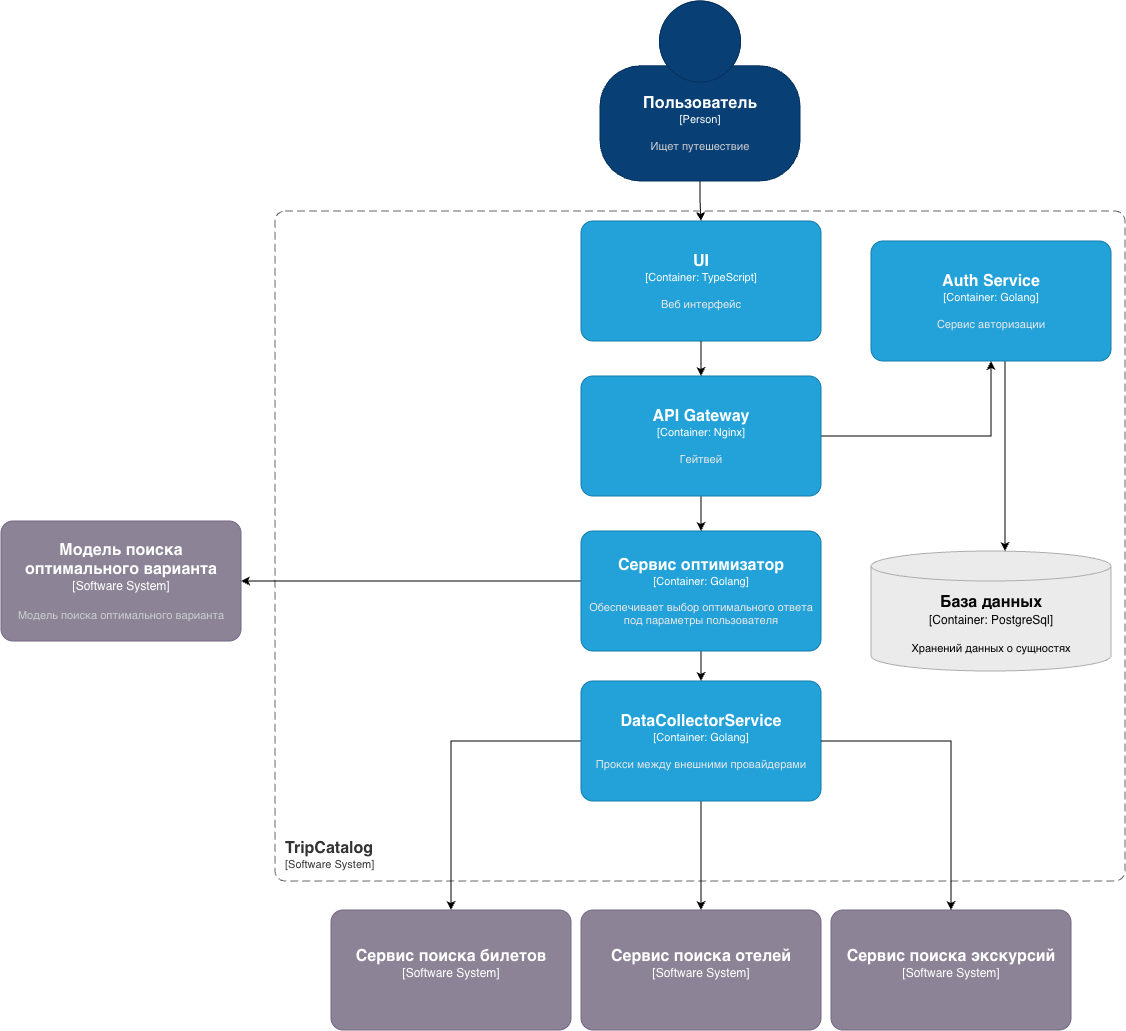 Пользователь
[Person]
Ищет путешествие
UI
[Container: TypeScript]
Веб интерфейс
Auth Service
[Container: Golang]
Сервис авторизации
API Gateway
[Container: Nginx]
Гейтвей
Модель поиска
оптимального варианта
[Software System]
Модель поиска оптимального варианта
Сервис оптимизатор
[Container: Golang]
Обеспечивает выбор оптимального ответа
под параметры пользователя
База данных
[Container: PostgreSql]
Хранений данных о сущностях
DataCollectorService
[Container: Golang]
Прокси между внешними провайдерами
TripCatalog
[Software System]
Сервис поиска билетов
[Software System]
Сервис поиска отелей
[Software System]
Сервис поиска экскурсий
[Software System]